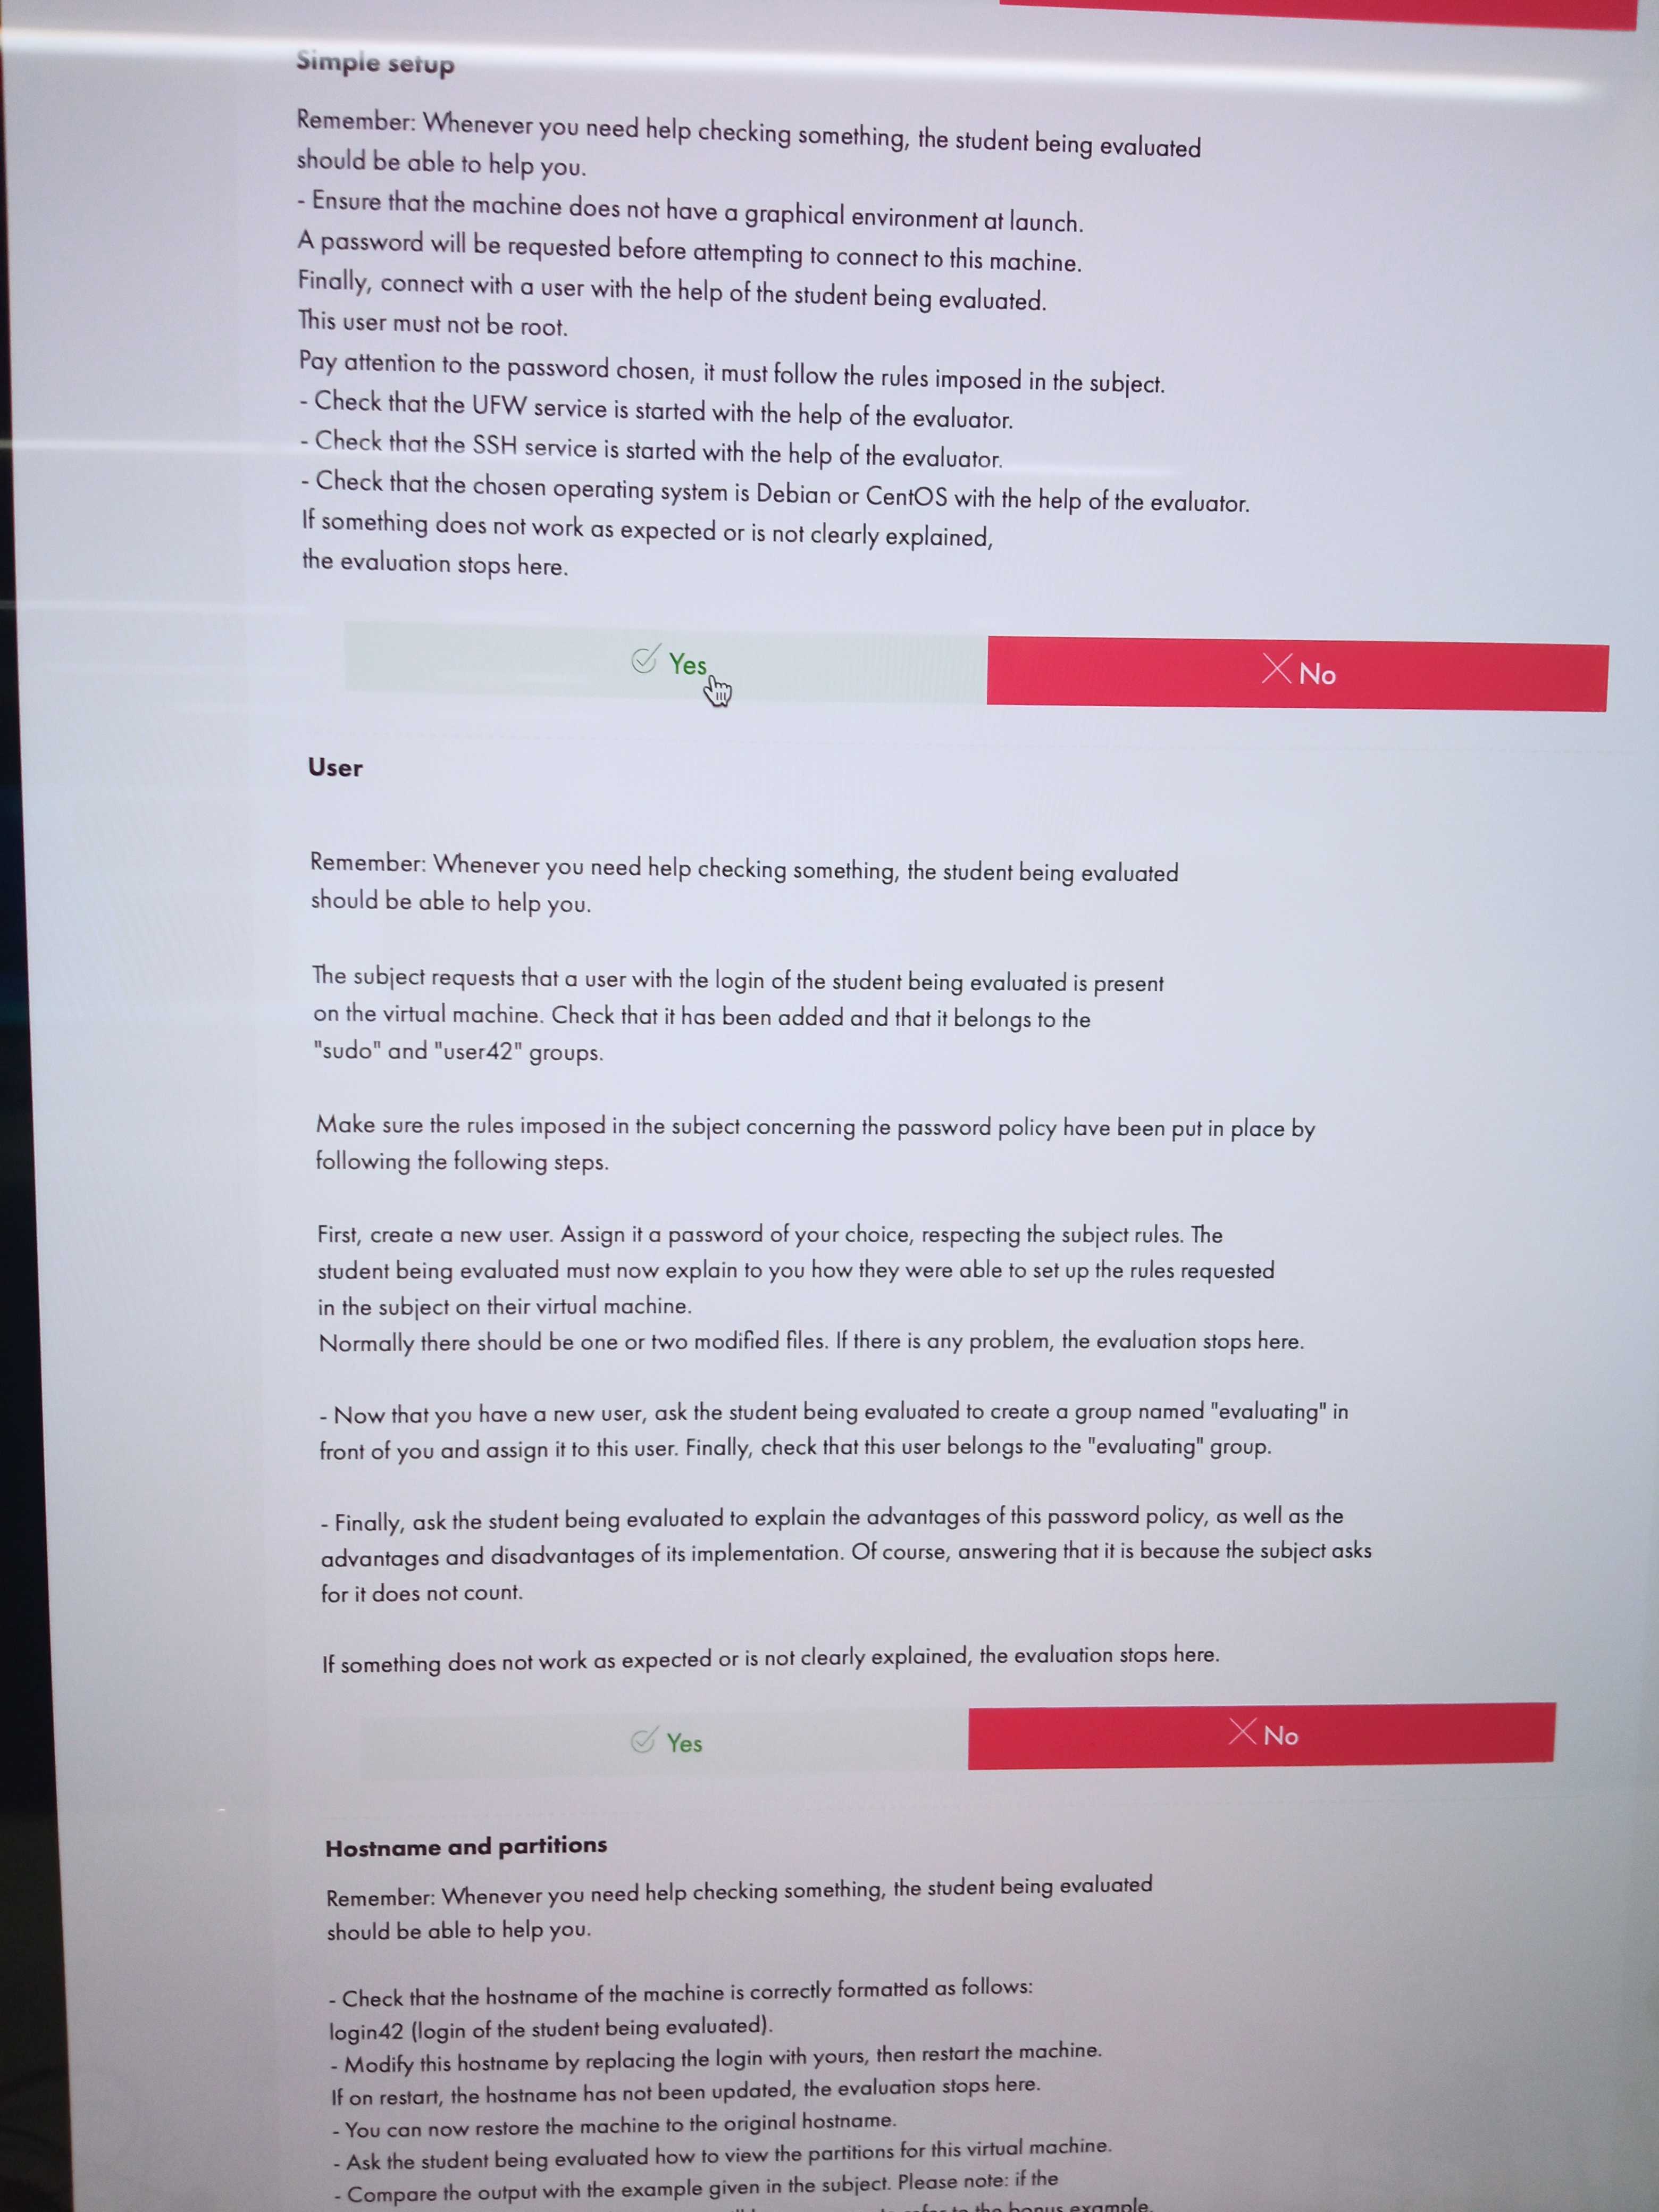 Simple setup
Remember: Whenever you need help checking something, the student being evaluated
should be able to help you.
- Ensure that the machine does not have a graphical environment at launch.
A password will be requested before attempting to connect to this machine.
Finally, connect with a user with the help of the student being evaluated.
This user must not be root.
Pay attention to the password chosen, it must follow the rules imposed in the subject.
- Check that the UFW service is started with the help of the evaluator.
- Check that the SSH service is started with the help of the evaluator.
- Check that the chosen operating system is Debian or CentOS with the help of the evaluator.
If something does not work as expected or is not clearly explained,
the evaluation stops here.
Yes No
User
Remember: Whenever you need help checking something, the student being evaluated
should be able to help you.
The subject requests that a user with the login of the student being evaluated is present
on the virtual machine. Check that it has been added and that it belongs to the
"sudo" and "user42" groups.
Make sure the rules imposed in the subject concerning the password policy have been put in place by
following the following steps.
First, create a new user. Assign it a password of your choice, respecting the subject rules. The
student being evaluated must now explain to you how they were able to set up the rules requested
in the subject on their virtual machine.
Normally there should be one or two modified files. If there is any problem, the evaluation stops here.
- Now that you have a new user, ask the student being evaluated to create a group named "evaluating" in
front of you and assign it to this user. Finally, check that this user belongs to the "evaluating" group.
- Finally, ask the student being evaluated to explain the advantages of this password policy, as well as the
advantages and disadvantages of its implementation. Of course, answering that it is because the subject asks
for it does not count.
If something does not work as expected or is not clearly explained, the evaluation stops here.
Yes No
Hostname and partitions
Remember: Whenever you need help checking something, the student being evaluated
should be able to help you.
- Check that the hostname of the machine is correctly formatted as follows:
login42 (login of the student being evaluated).
- Modify this hostname by replacing the login with yours, then restart the machine.
If on restart, the hostname has not been updated, the evaluation stops here.
- You can now restore the machine to the original hostname.
- Ask the student being evaluated how to view the partitions for this virtual machine.
- Compare the output with the example given in the subject. Please note: if the
the bonus example.